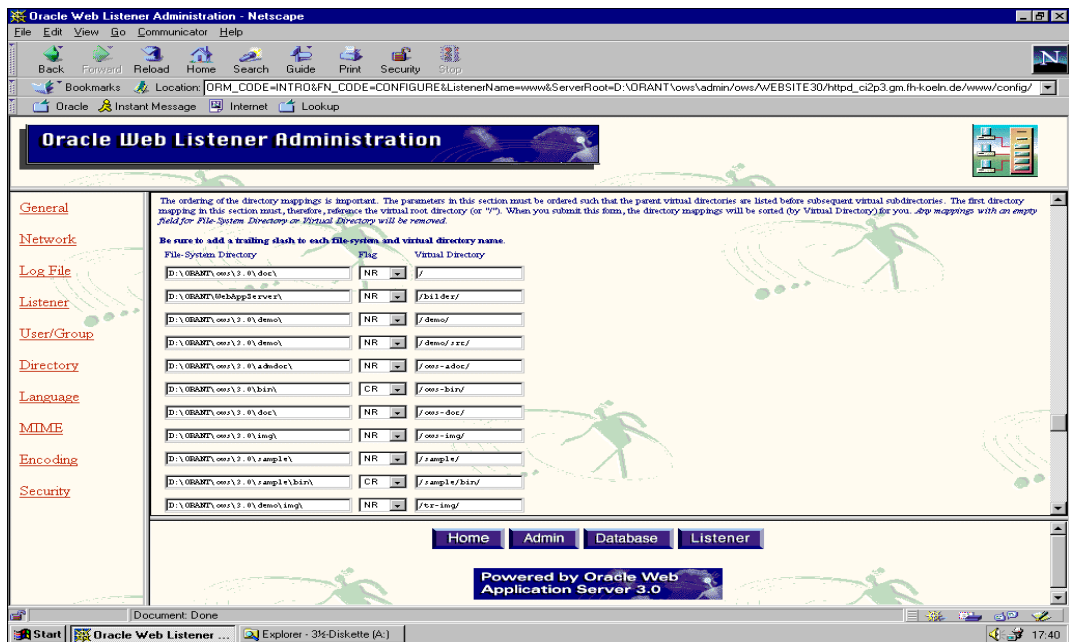 Oracle Web Listener Administration - Netscape
File Edit View Go Communicator Help
Back Forward Reload Home Search Guide Print Security Stop
N
Bookmarks Location: ORM_CODE=INTRO&FN_CODE=CONFIGURE&ListenerName=www&ServerRoot=D:\ORANT\ows\admin/ows/WEBSITE30/httpd_ci2p3.gm.fh-koeln.de/www/config/
Oracle Instant Message Internet Lookup
Oracle Web Listener Administration
General
Network
Log File
Listener
User/Group
Directory
Language
MIME
Encoding
Security
The ordering of the directory mappings is important. The parameters in this section must be ordered such that the parent virtual directories are listed before subsequent virtual subdirectories. The first directory
mapping in this section must, therefore, reference the virtual root directory (or "/"). When you submit this form, the directory mappings will be sorted (by Virtual Directory) for you. Any mappings with an empty
field for File-System Directory or Virtual Directory will be removed.
Be sure to add a trailing slash to each file-system and virtual directory name.
File-System Directory Flag Virtual Directory
D:\ORANT\ows\3.0\doc\ NR /
D:\ORANT\WebAppServer\ NR /bilder/
D:\ORANT\ows\3.0\demo\ NR /demo/
D:\ORANT\ows\3.0\demo\ NR /demo/src/
D:\ORANT\ows\3.0\admdoc\ NR /ows-adoc/
D:\ORANT\ows\3.0\bin\ CR /ows-bin/
D:\ORANT\ows\3.0\doc\ NR /ows-doc/
D:\ORANT\ows\3.0\img\ NR /ows-img/
D:\ORANT\ows\3.0\sample\ NR /sample/
D:\ORANT\ows\3.0\sample\bin\ CR /sample/bin/
D:\ORANT\ows\3.0\demo\img\ NR /tr-img/
Home Admin Database Listener
Powered by Oracle Web
Application Server 3.0
Document: Done
Start Oracle Web Listener ... Explorer - 3½-Diskette (A:) 17:40